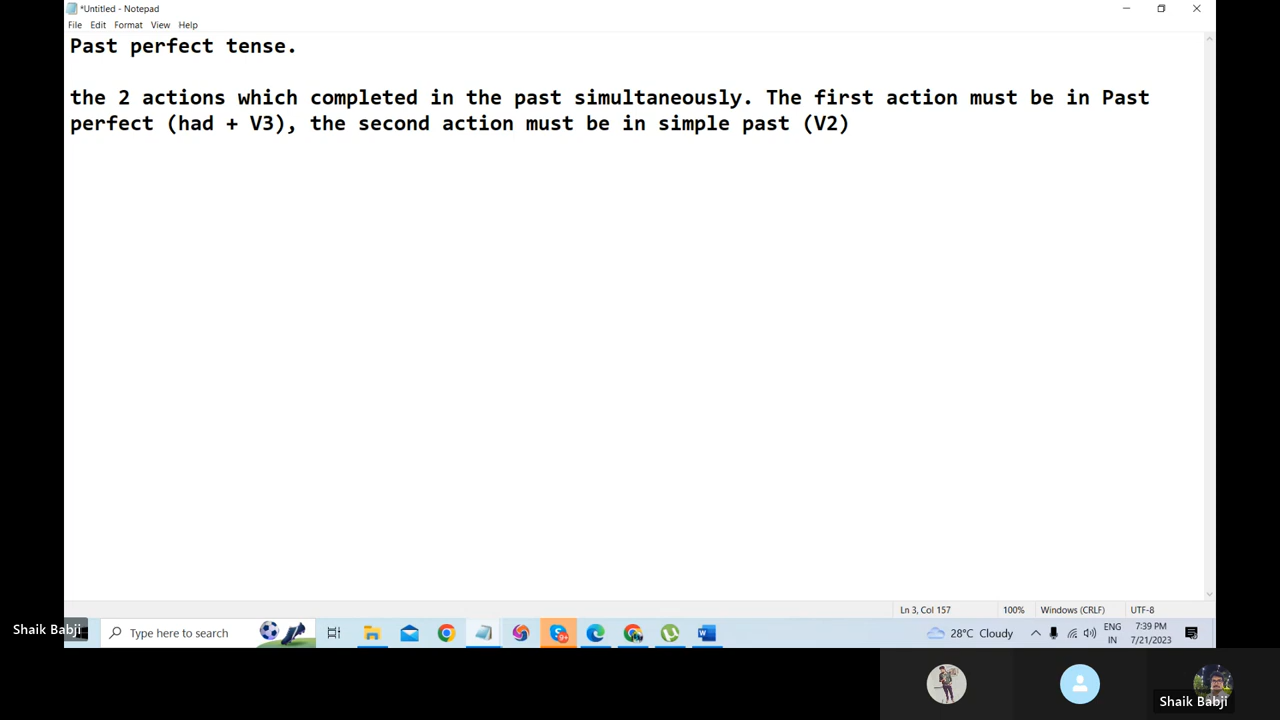 *Untitled - Notepad
File Edit Format View Help
Past perfect tense.
the 2 actions which completed in the past simultaneously. The first action must be in Past
perfect (had + V3), the second action must be in simple past (V2)
Ln 3, Col 157
100%
Windows (CRLF)
UTF-8
Shaik Babji
Type here to search
28°C Cloudy
ENG
IN
7:39 PM
7/21/2023
Shaik Babji